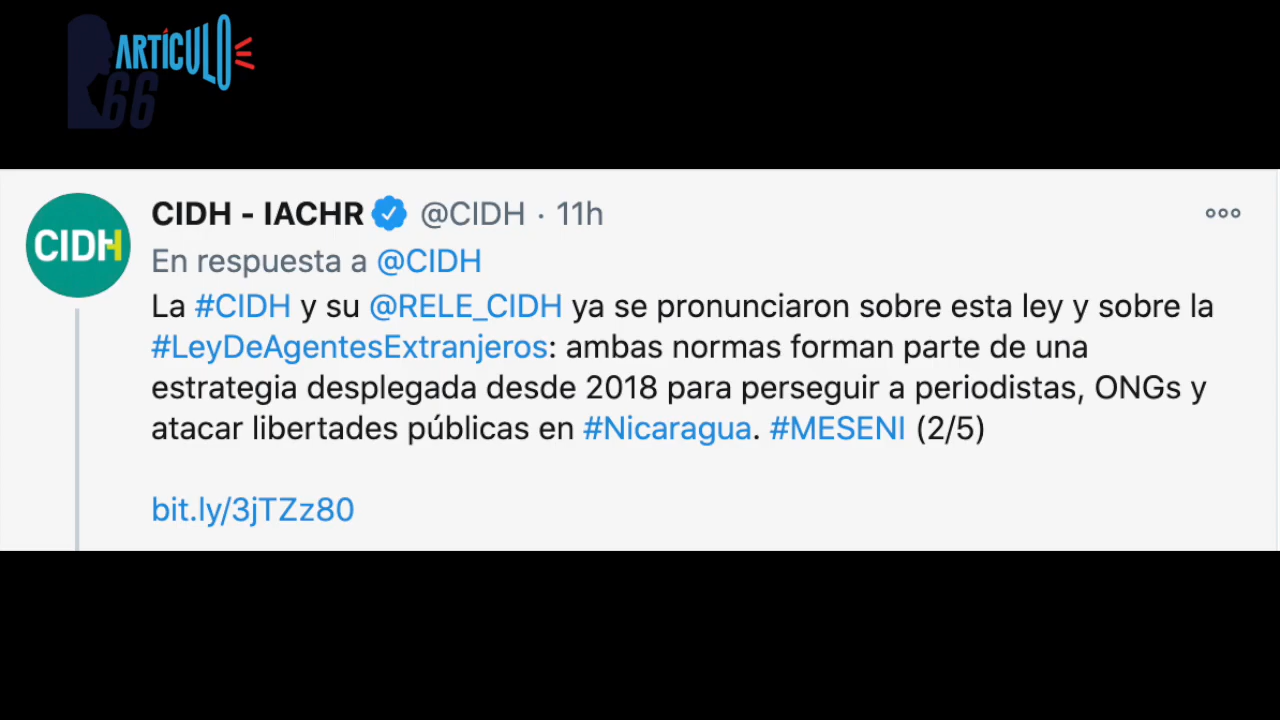 ARTÍCULO
66
CIDH
CIDH - IACHR @CIDH · 11h
En respuesta a @CIDH
La #CIDH y su @RELE_CIDH ya se pronunciaron sobre esta ley y sobre la
#LeyDeAgentesExtranjeros: ambas normas forman parte de una
estrategia desplegada desde 2018 para perseguir a periodistas, ONGs y
atacar libertades públicas en #Nicaragua. #MESENI (2/5)
bit.ly/3jTZz80